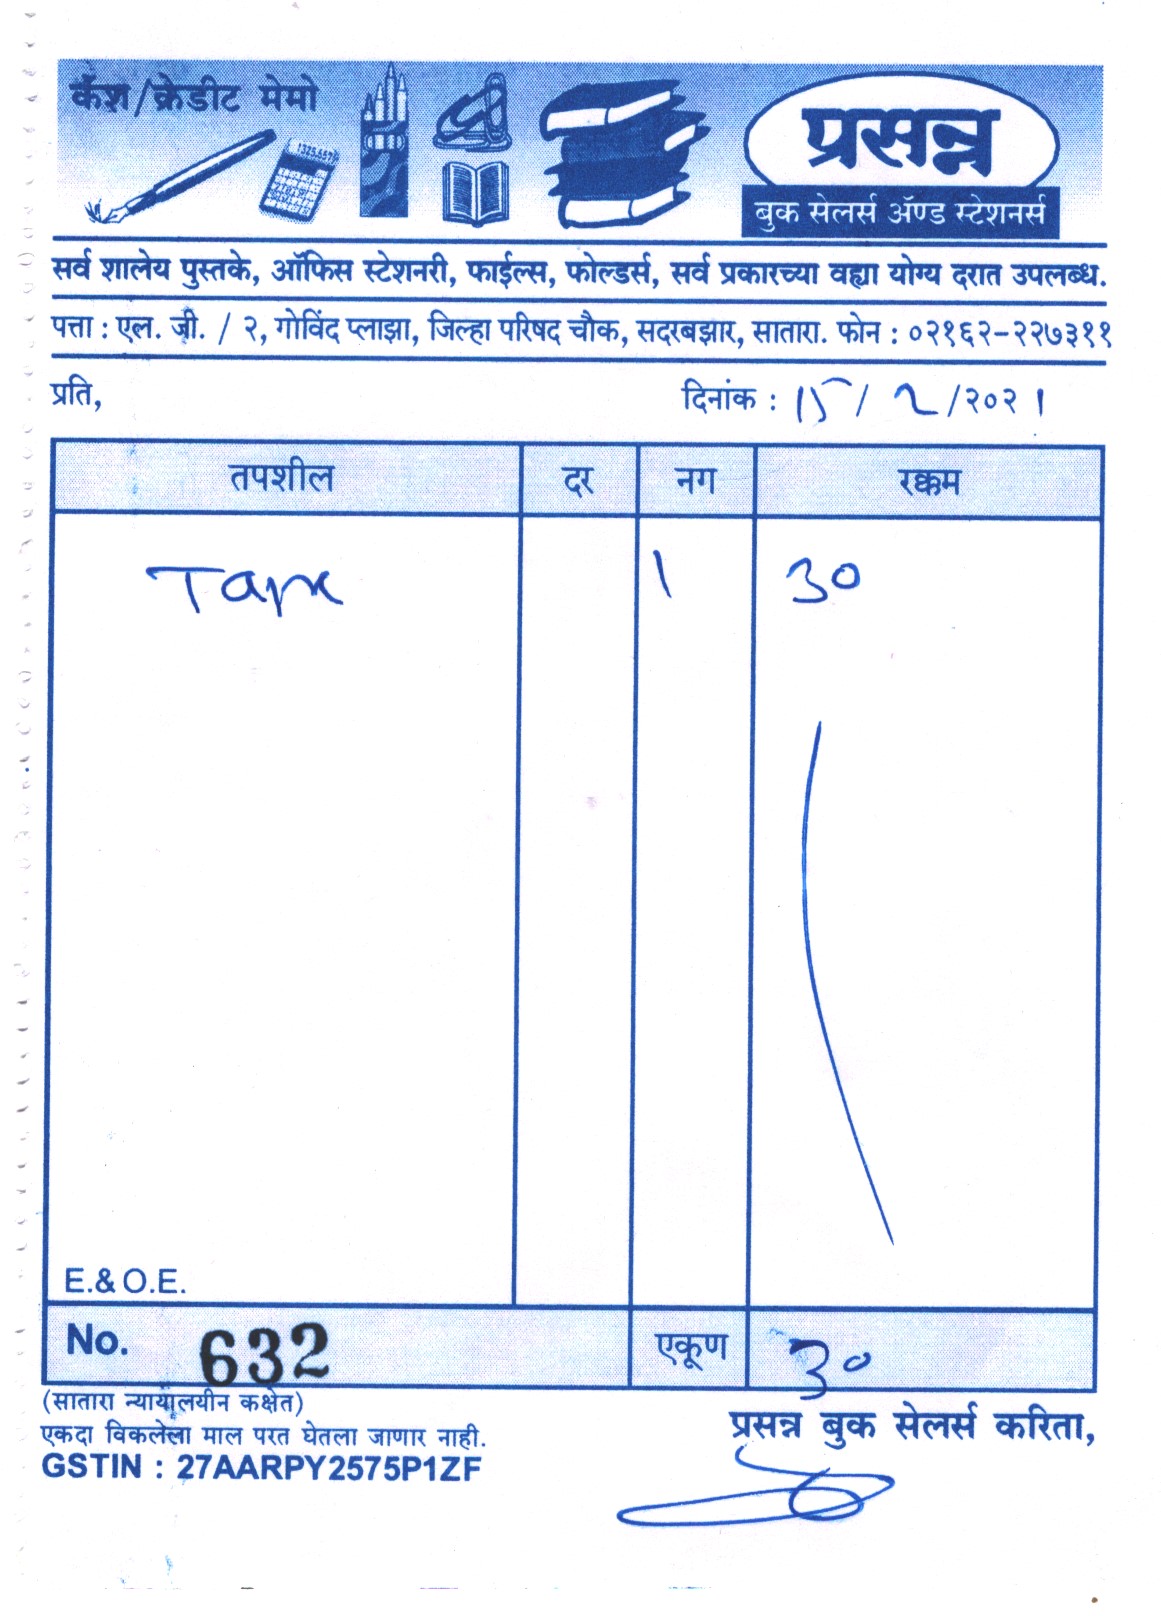 कॅश/क्रेडीट मेमो
प्रसन्न
बुक सेलर्स ॲण्ड स्टेशनर्स
सर्व शालेय पुस्तके, ऑफिस स्टेशनरी, फाईल्स, फोल्डर्स, सर्व प्रकारच्या वह्या योग्य दरात उपलब्ध.
पत्ता : एल. जी. / २, गोविंद प्लाझा, जिल्हा परिषद चौक, सदरबझार, सातारा. फोन : ०२१६२-२२७३११
प्रति, दिनांक : 15/ 2 /२०२1
तपशील दर नग रक्कम
Tape 1 30
E.& O.E.
No. 632 एकूण 30
(सातारा न्यायालयीन कक्षेत)
प्रसन्न बुक सेलर्स करिता,
एकदा विकलेला माल परत घेतला जाणार नाही.
GSTIN : 27AARPY2575P1ZF